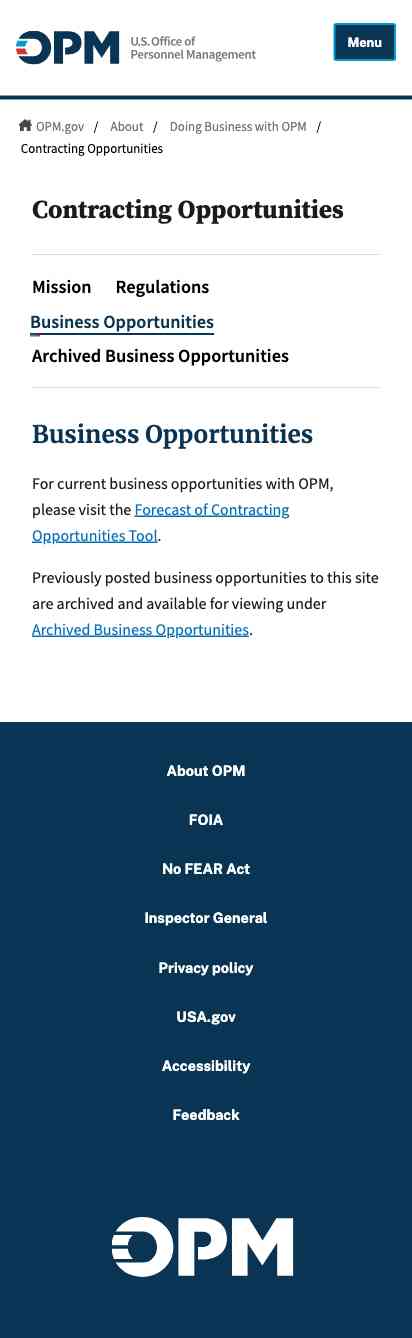 OPM U.S. Office of
Personnel Management
Menu
OPM.gov / About / Doing Business with OPM /
Contracting Opportunities
Contracting Opportunities
Mission Regulations
Business Opportunities
Archived Business Opportunities
Business Opportunities
For current business opportunities with OPM,
please visit the Forecast of Contracting
Opportunities Tool.
Previously posted business opportunities to this site
are archived and available for viewing under
Archived Business Opportunities.
About OPM
FOIA
No FEAR Act
Inspector General
Privacy policy
USA.gov
Accessibility
Feedback
OPM